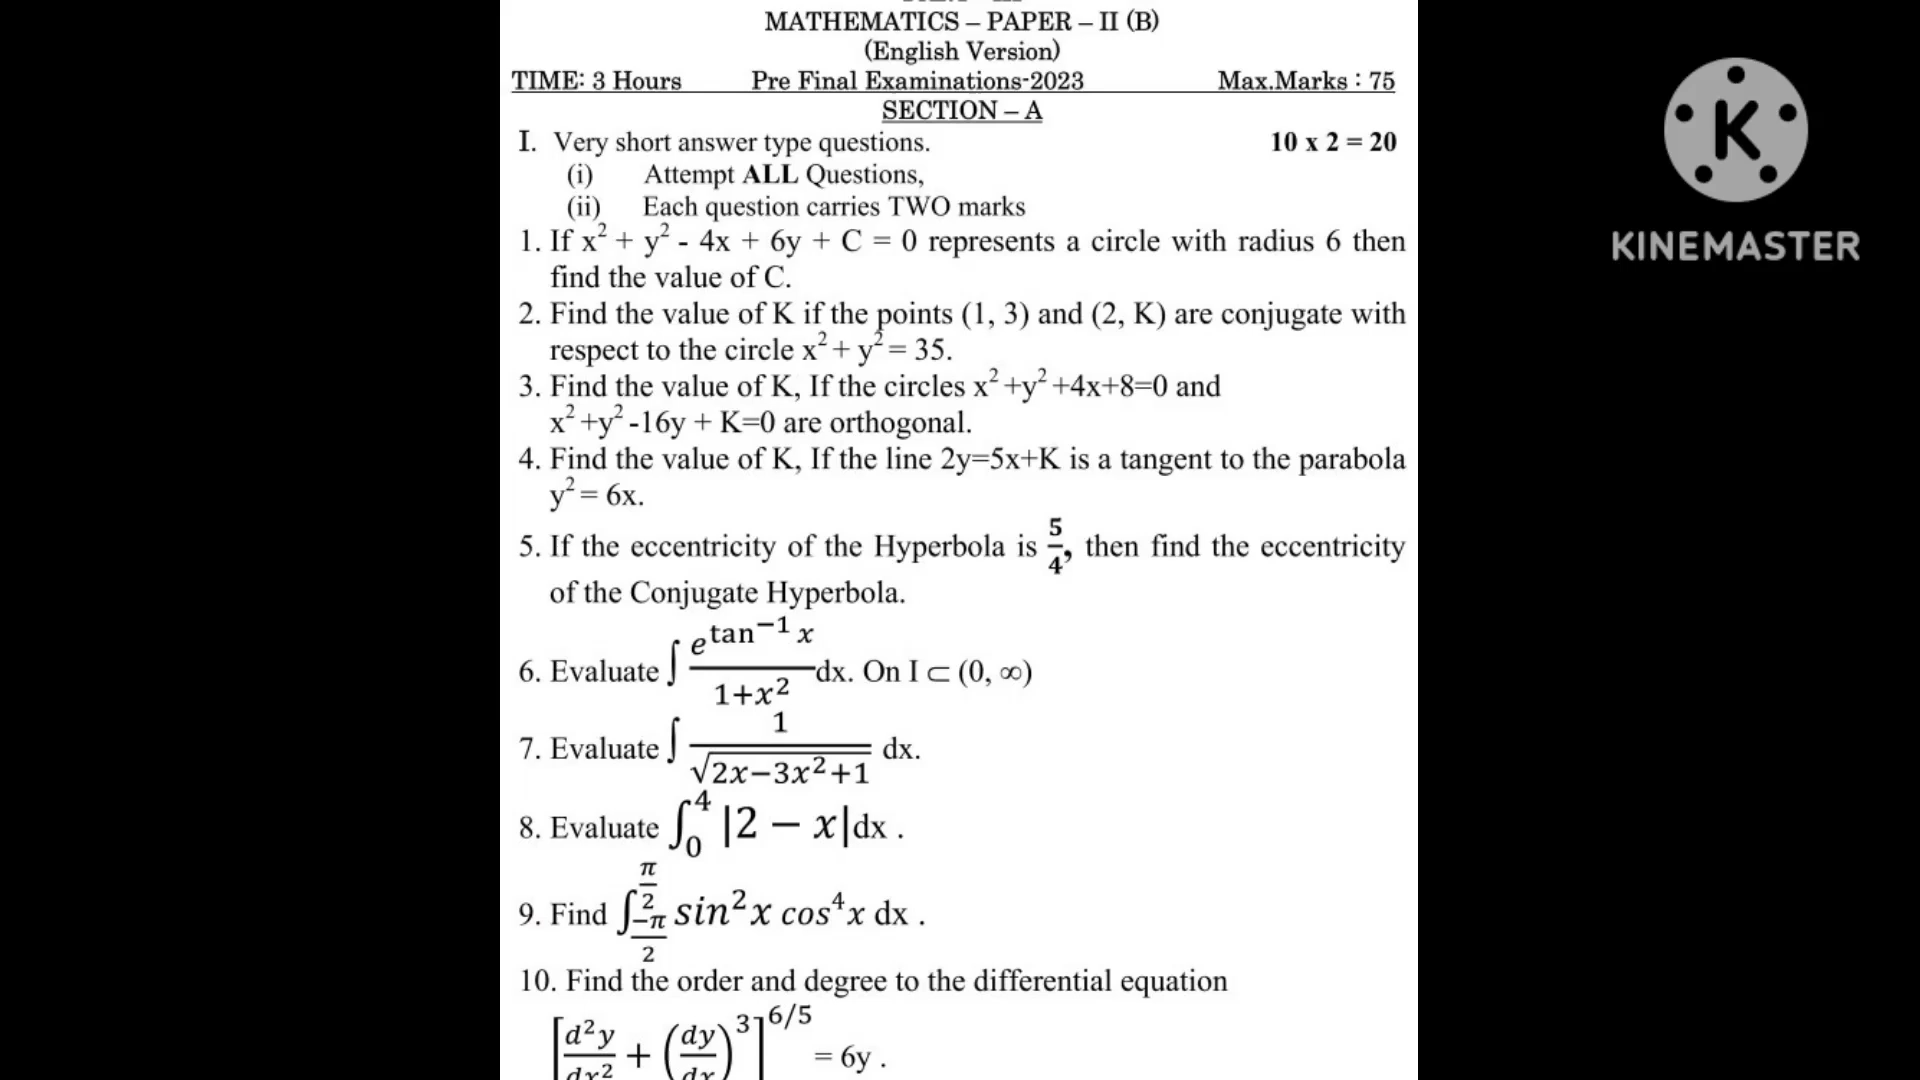 MATHEMATICS – PAPER – II (B)
(English Version)
TIME: 3 Hours Pre Final Examinations-2023 Max.Marks : 75
SECTION – A
I. Very short answer type questions. 10 x 2 = 20
(i) Attempt ALL Questions,
(ii) Each question carries TWO marks
1. If x² + y² - 4x + 6y + C = 0 represents a circle with radius 6 then
find the value of C.
2. Find the value of K if the points (1, 3) and (2, K) are conjugate with
respect to the circle x² + y² = 35.
3. Find the value of K, If the circles x² +y² +4x+8=0 and
x² +y² -16y + K=0 are orthogonal.
4. Find the value of K, If the line 2y=5x+K is a tangent to the parabola
y² = 6x.
5. If the eccentricity of the Hyperbola is 5/4, then find the eccentricity
of the Conjugate Hyperbola.
6. Evaluate ∫ e^(tan⁻¹ x)/(1+x²) dx. On I ⊂ (0, ∞)
7. Evaluate ∫ 1/√(2x−3x²+1) dx.
8. Evaluate ∫₀⁴ |2 − x|dx .
9. Find ∫_(−π/2)^(π/2) sin²x cos⁴x dx .
10. Find the order and degree to the differential equation
[d²y/dx² + (dy/dx)³]^(6/5) = 6y .
K
KINEMASTER